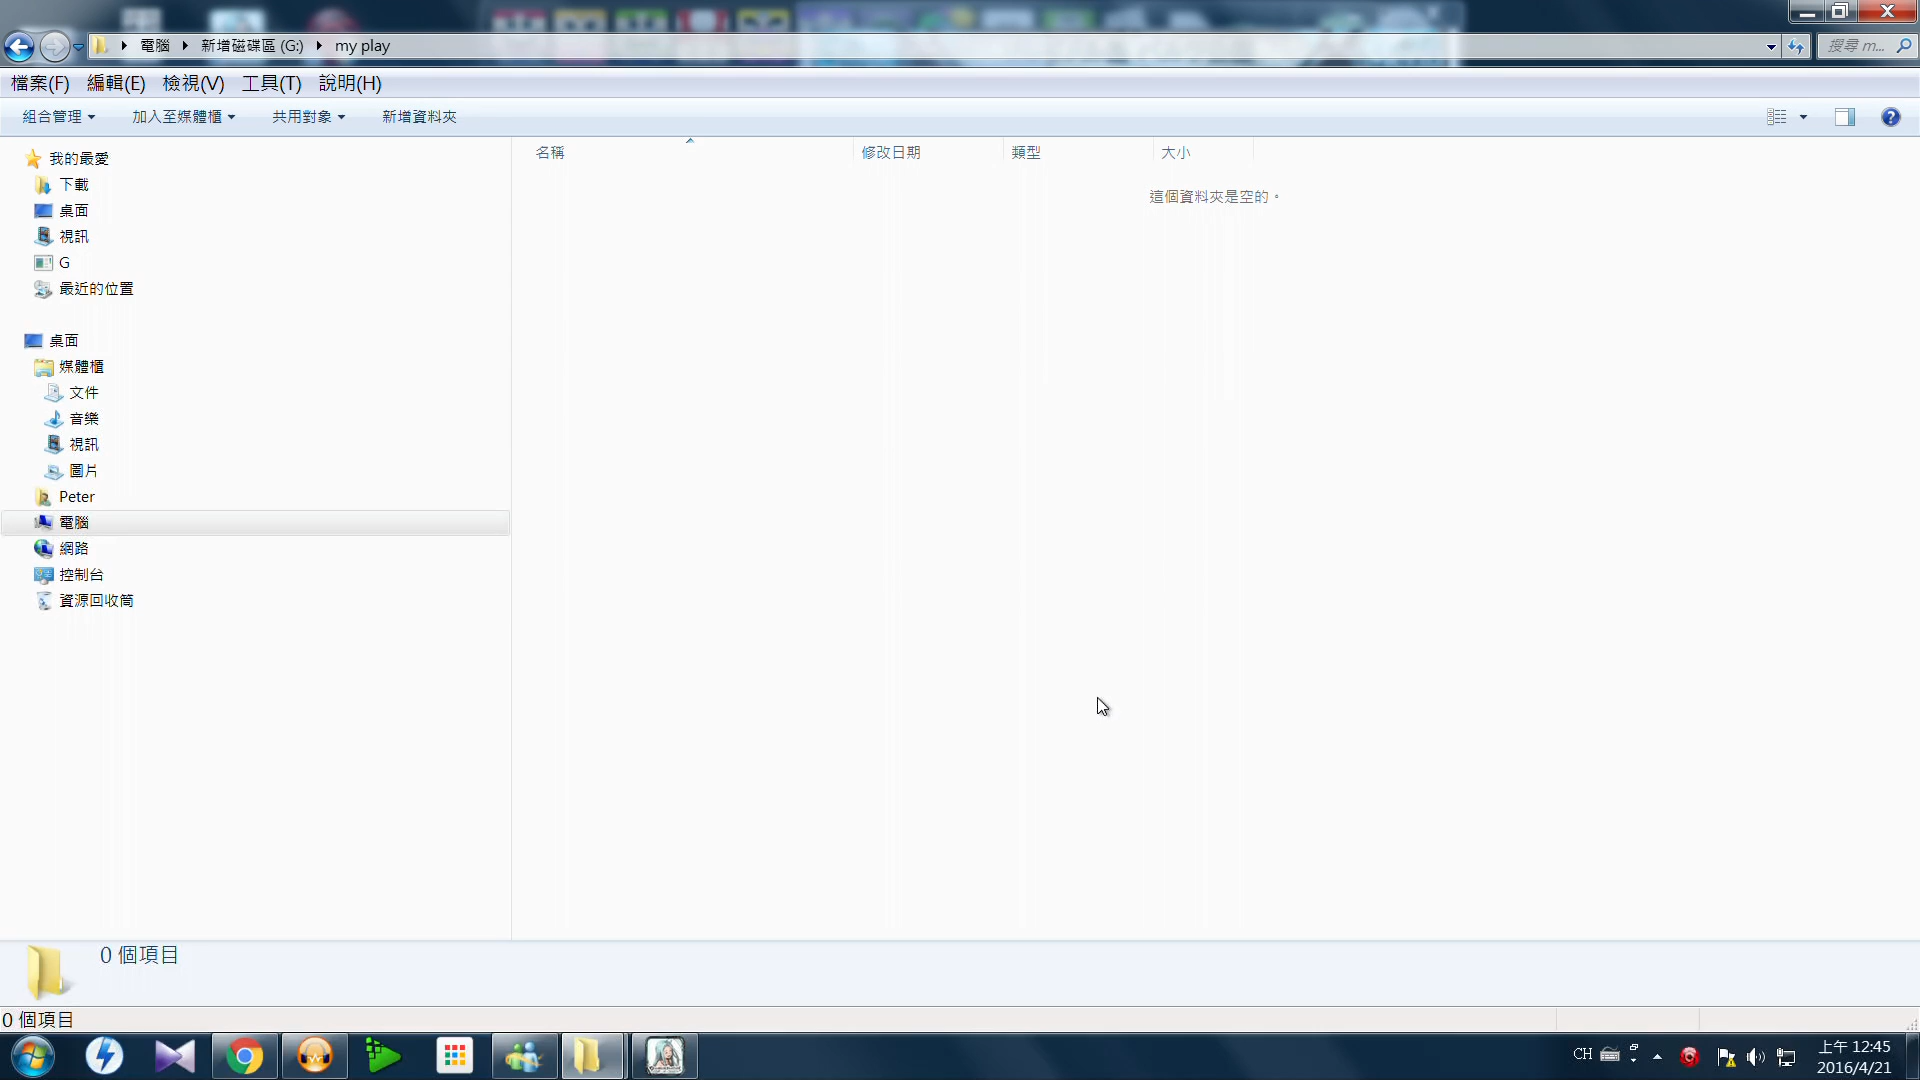 電腦 新增磁碟區 (G:) my play
搜尋 m...
檔案(F) 編輯(E) 檢視(V) 工具(T) 說明(H)
組合管理 加入至媒體櫃 共用對象 新增資料夾
名稱 修改日期 類型 大小
這個資料夾是空的。
我的最愛
下載
桌面
視訊
G
最近的位置
桌面
媒體櫃
文件
音樂
視訊
圖片
Peter
電腦
網路
控制台
資源回收筒
0 個項目
0 個項目
CH
上午 12:45
2016/4/21